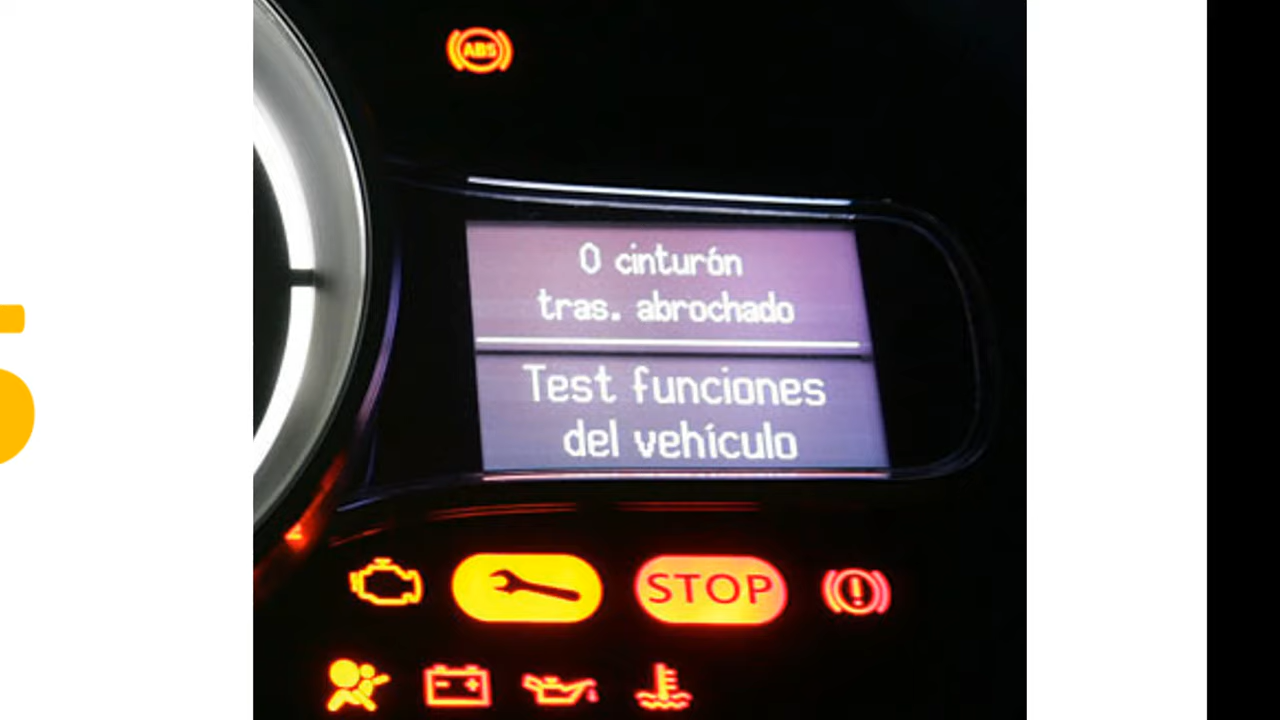 ABS
0 cinturón
tras. abrochado
Test funciones
del vehículo
STOP